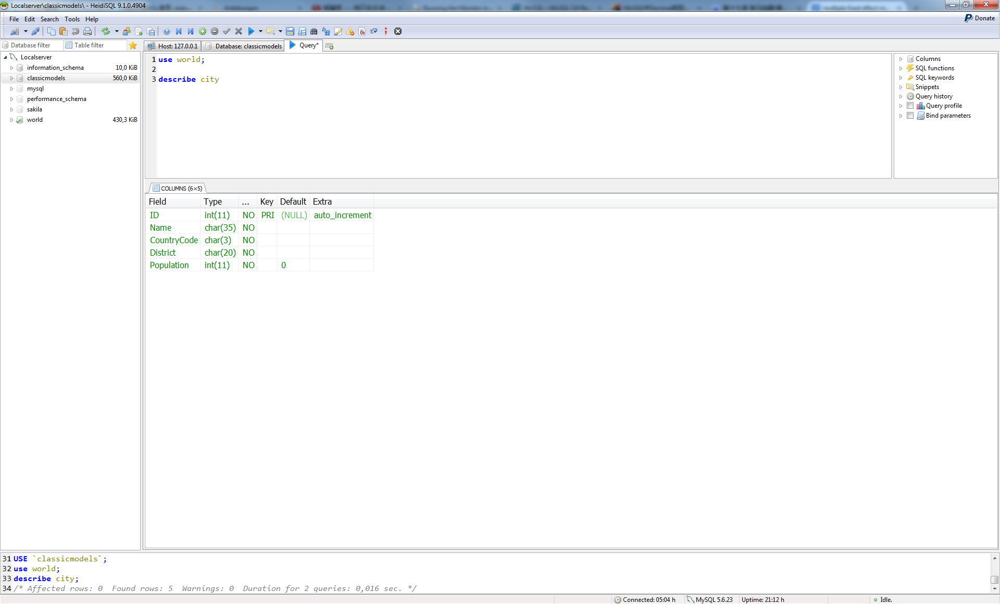 Localserver\classicmodels\ - HeidiSQL 9.1.0.4904
File Edit Search Tools Help
Donate
Database filter Table filter
Host: 127.0.0.1 Database: classicmodels Query*
Localserver
information_schema 10,0 KiB
classicmodels 560,0 KiB
mysql
performance_schema
sakila
world 430,3 KiB
1 use world;
2
3 describe city
Columns
SQL functions
SQL keywords
Snippets
Query history
Query profile
Bind parameters
COLUMNS (6×5)
Field Type ... Key Default Extra
ID int(11) NO PRI (NULL) auto_increment
Name char(35) NO
CountryCode char(3) NO
District char(20) NO
Population int(11) NO 0
31 USE `classicmodels`;
32 use world;
33 describe city;
34 /* Affected rows: 0  Found rows: 5  Warnings: 0  Duration for 2 queries: 0,016 sec. */
Connected: 05:04 h MySQL 5.6.23 Uptime: 21:12 h Idle.